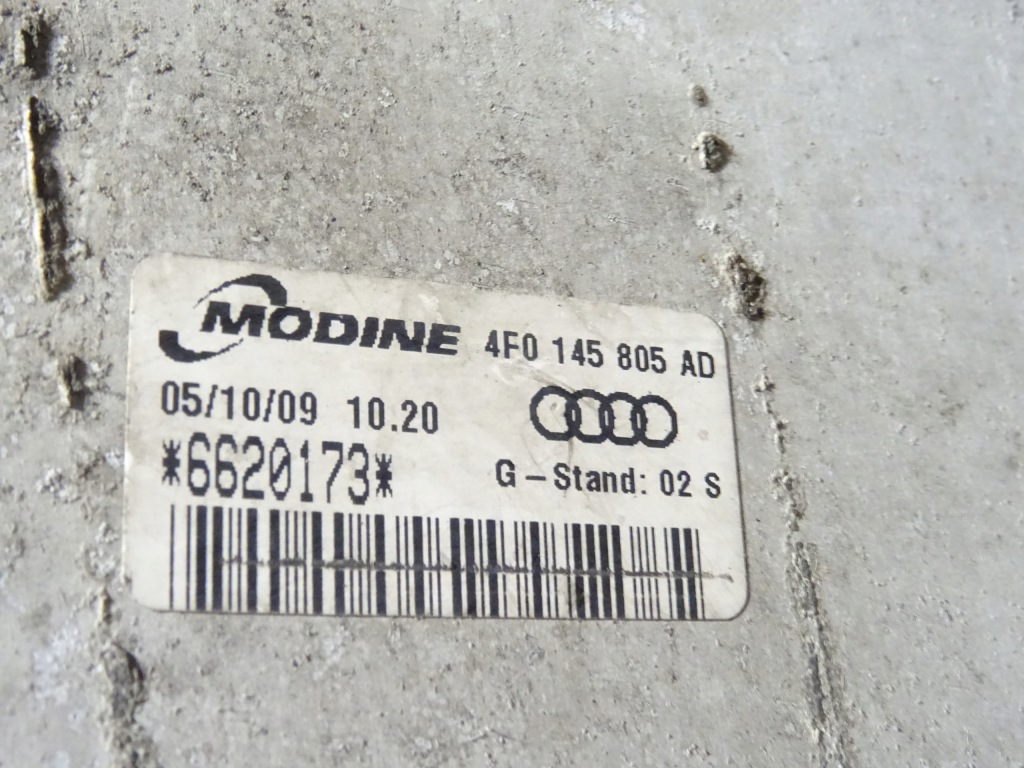 MODINE 4F0 145 805 AD
05/10/09 10.20
*6620173*
G-Stand: 02 S